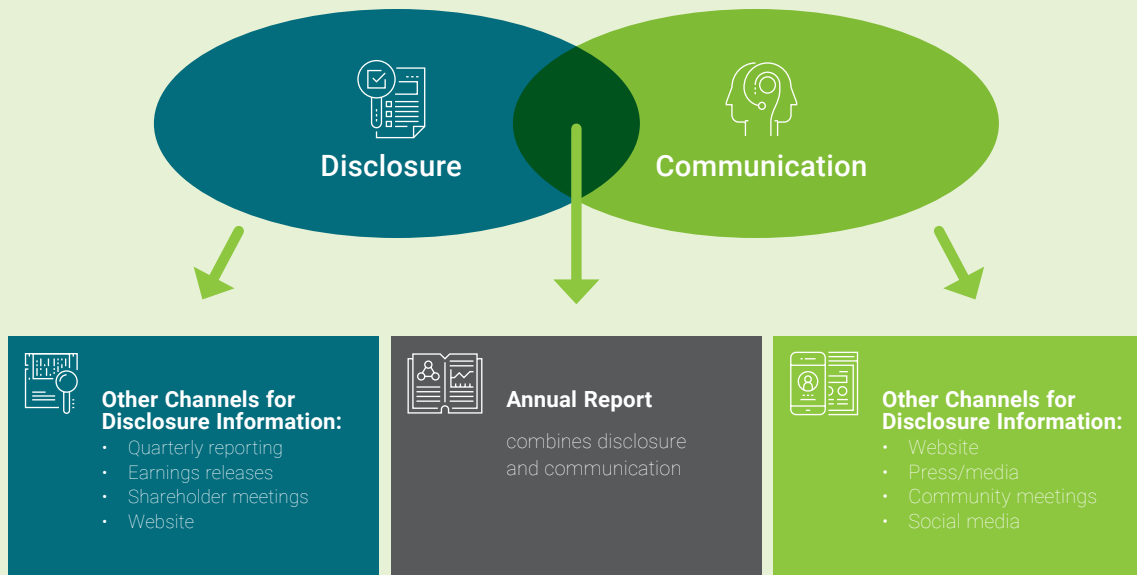 Disclosure
Communication
Other Channels for
Disclosure Information:
• Quarterly reporting
• Earnings releases
• Shareholder meetings
• Website
Annual Report
combines disclosure
and communication
Other Channels for
Disclosure Information:
• Website
• Press/media
• Community meetings
• Social media